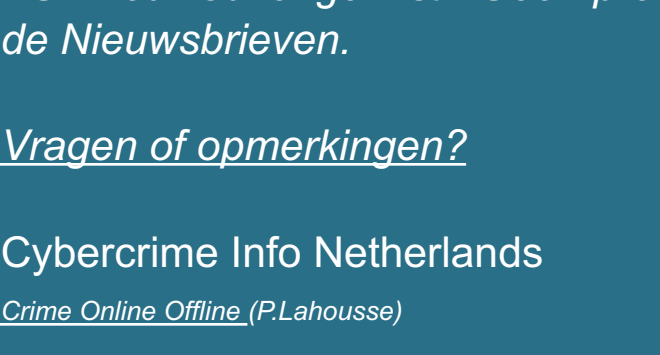 de Nieuwsbrieven.
Vragen of opmerkingen?
Cybercrime Info Netherlands
Crime Online Offline (P.Lahousse)